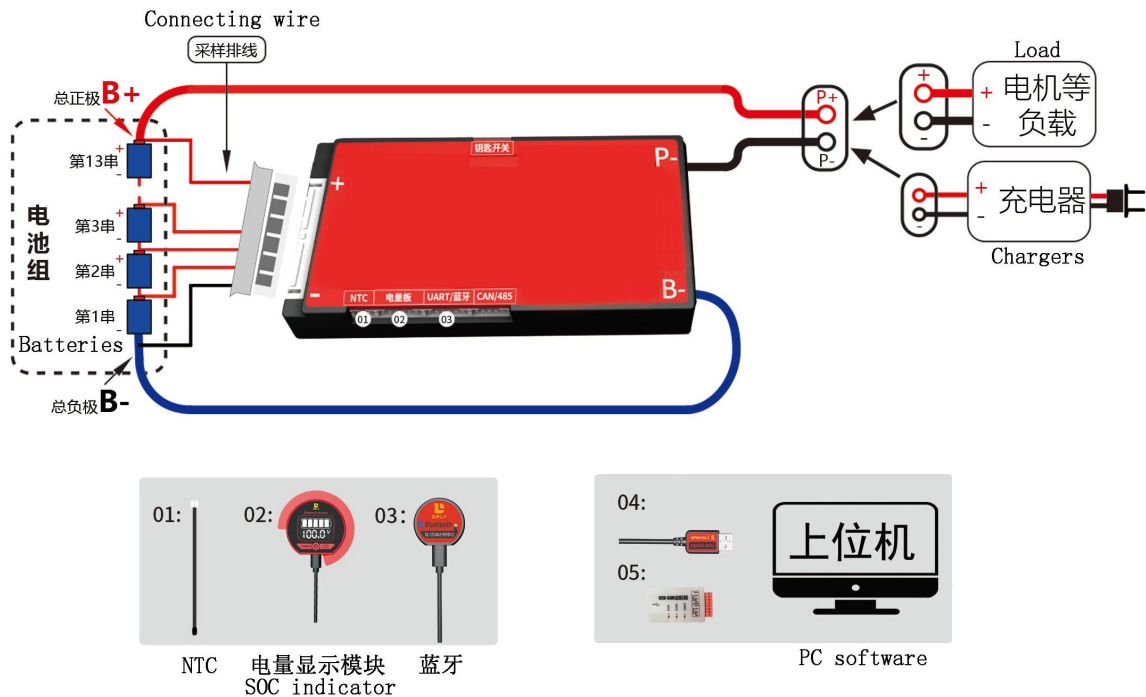 Connecting wire
采样排线
总正极B+
第13串
+
-
第3串
+
-
第2串
+
-
第1串
-
电池组
Batteries
总负极B-
钥匙开关
+
-
P-
B-
NTC 电量板 UART/蓝牙 CAN/485
01 02 03
P+
P-
Load
+
-
+
-
电机等
负载
-
+
-
充电器
Chargers
01:
02:
100.0V
03:
DALY
Bluetooth
NTC
电量显示模块
SOC indicator
蓝牙
04:
05:
上位机
PC software